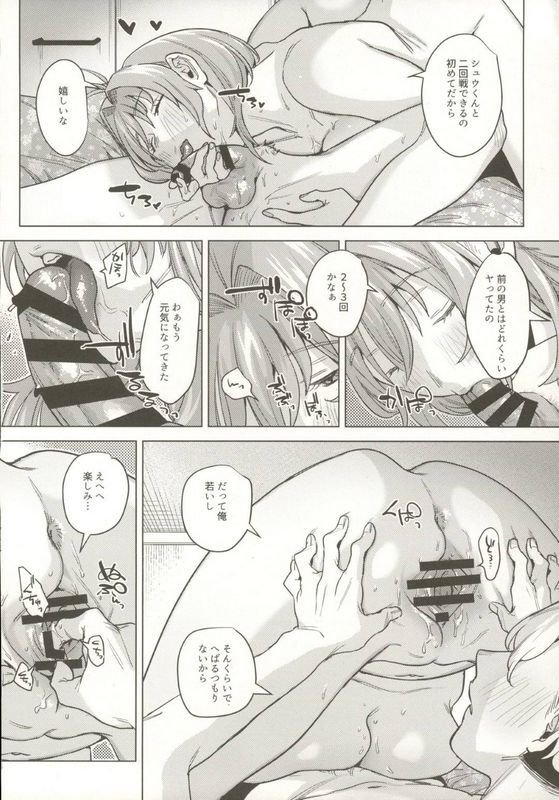 シュウくんと
二回戦できるの
初めてだから
嬉しいな
前の男とはどれくらい
ヤッてたの
2〜3回
かなぁ
わぁもう
元気になってきた
だって俺
若いし
そんくらいで、
へばるつもり
ないから
えへへ
楽しみ…